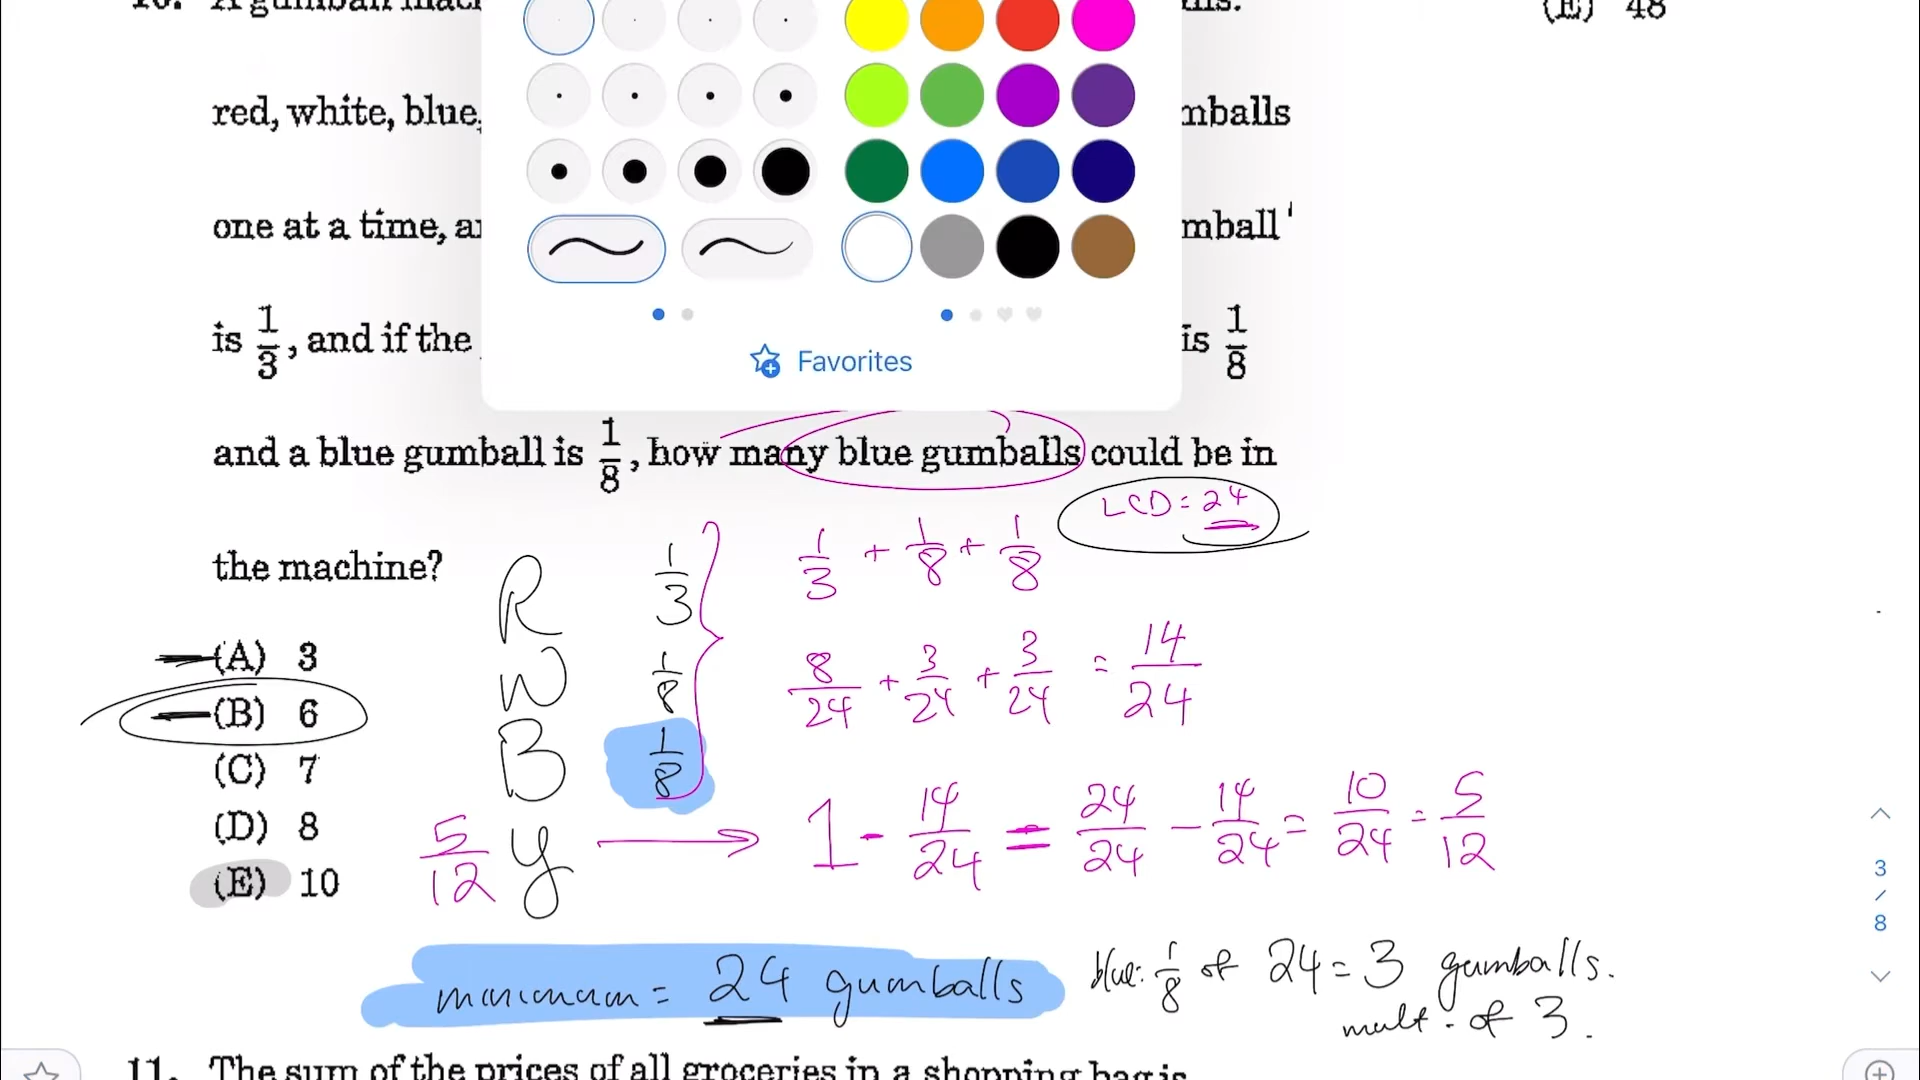 (E) 48
red, white, blue, mballs
one at a time, mball
is 1/3, and if the is 1/8
Favorites
and a blue gumball is 1/8, how many blue gumballs could be in
LCD = 24
the machine?
R 1/3
W 1/8
B 1/8
5/12 y
1/3 + 1/8 + 1/8
8/24 + 3/24 + 3/24 = 14/24
1 - 14/24 = 24/24 - 14/24 = 10/24 = 5/12
(A) 3
(B) 6
(C) 7
(D) 8
(E) 10
minimum = 24 gumballs
blue: 1/8 of 24 = 3 gumballs.
mult. of 3.
3
/
8
11. The sum of the prices of all groceries in a shopping bag is